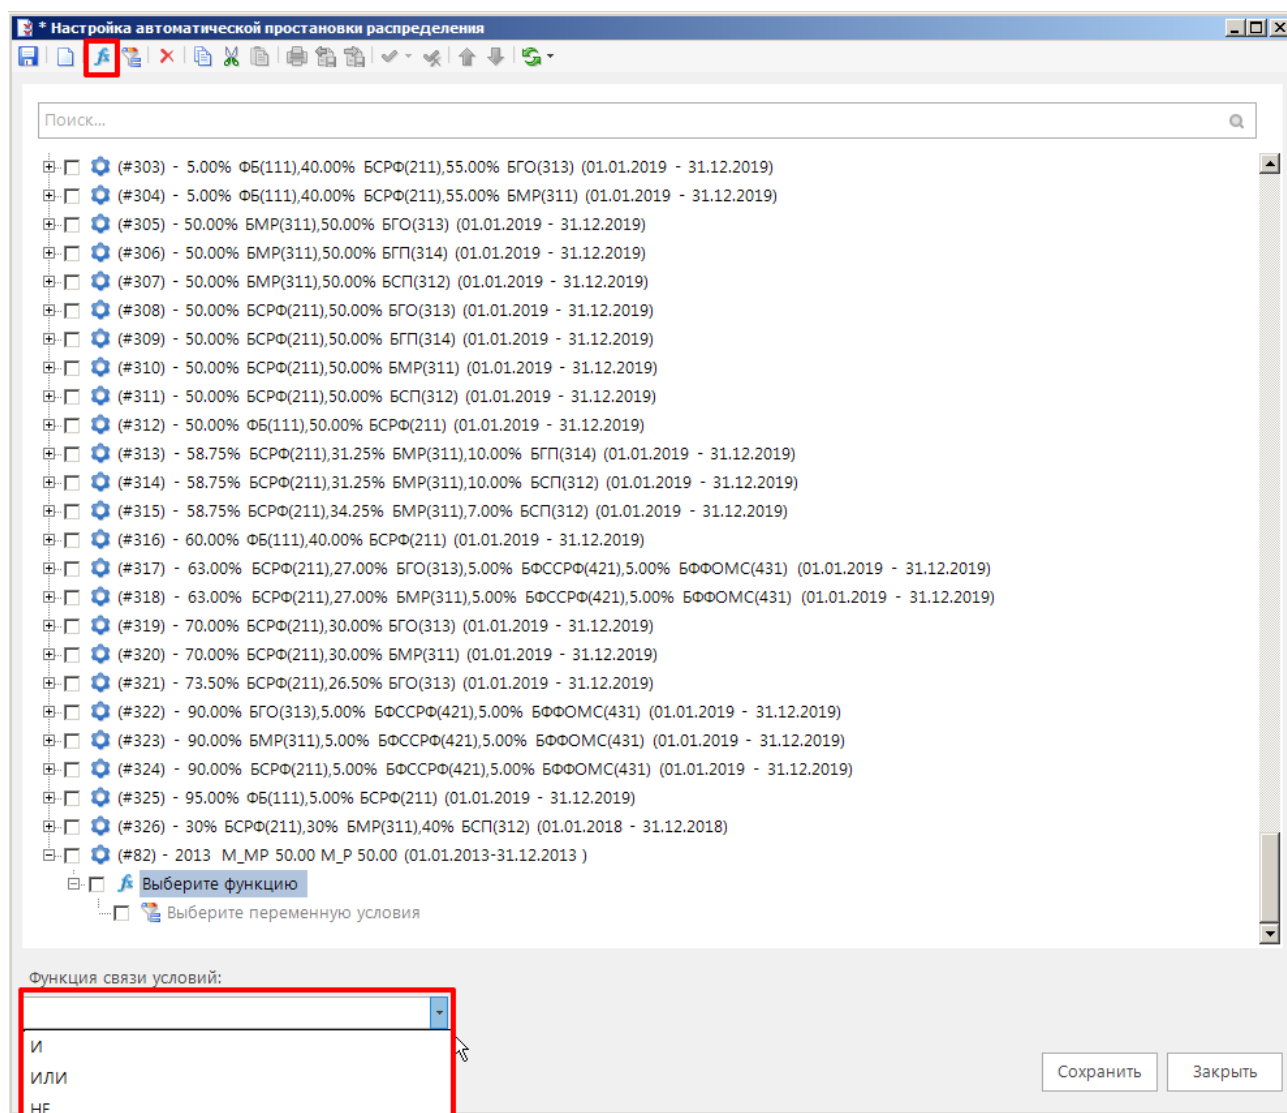 * Настройка автоматической простановки распределения
fx
Поиск...
(#303) - 5.00% ФБ(111),40.00% БСРФ(211),55.00% БГО(313) (01.01.2019 - 31.12.2019)
(#304) - 5.00% ФБ(111),40.00% БСРФ(211),55.00% БМР(311) (01.01.2019 - 31.12.2019)
(#305) - 50.00% БМР(311),50.00% БГО(313) (01.01.2019 - 31.12.2019)
(#306) - 50.00% БМР(311),50.00% БГП(314) (01.01.2019 - 31.12.2019)
(#307) - 50.00% БМР(311),50.00% БСП(312) (01.01.2019 - 31.12.2019)
(#308) - 50.00% БСРФ(211),50.00% БГО(313) (01.01.2019 - 31.12.2019)
(#309) - 50.00% БСРФ(211),50.00% БГП(314) (01.01.2019 - 31.12.2019)
(#310) - 50.00% БСРФ(211),50.00% БМР(311) (01.01.2019 - 31.12.2019)
(#311) - 50.00% БСРФ(211),50.00% БСП(312) (01.01.2019 - 31.12.2019)
(#312) - 50.00% ФБ(111),50.00% БСРФ(211) (01.01.2019 - 31.12.2019)
(#313) - 58.75% БСРФ(211),31.25% БМР(311),10.00% БГП(314) (01.01.2019 - 31.12.2019)
(#314) - 58.75% БСРФ(211),31.25% БМР(311),10.00% БСП(312) (01.01.2019 - 31.12.2019)
(#315) - 58.75% БСРФ(211),34.25% БМР(311),7.00% БСП(312) (01.01.2019 - 31.12.2019)
(#316) - 60.00% ФБ(111),40.00% БСРФ(211) (01.01.2019 - 31.12.2019)
(#317) - 63.00% БСРФ(211),27.00% БГО(313),5.00% БФССРФ(421),5.00% БФФОМС(431) (01.01.2019 - 31.12.2019)
(#318) - 63.00% БСРФ(211),27.00% БМР(311),5.00% БФССРФ(421),5.00% БФФОМС(431) (01.01.2019 - 31.12.2019)
(#319) - 70.00% БСРФ(211),30.00% БГО(313) (01.01.2019 - 31.12.2019)
(#320) - 70.00% БСРФ(211),30.00% БМР(311) (01.01.2019 - 31.12.2019)
(#321) - 73.50% БСРФ(211),26.50% БГО(313) (01.01.2019 - 31.12.2019)
(#322) - 90.00% БГО(313),5.00% БФССРФ(421),5.00% БФФОМС(431) (01.01.2019 - 31.12.2019)
(#323) - 90.00% БМР(311),5.00% БФССРФ(421),5.00% БФФОМС(431) (01.01.2019 - 31.12.2019)
(#324) - 90.00% БСРФ(211),5.00% БФССРФ(421),5.00% БФФОМС(431) (01.01.2019 - 31.12.2019)
(#325) - 95.00% ФБ(111),5.00% БСРФ(211) (01.01.2019 - 31.12.2019)
(#326) - 30% БСРФ(211),30% БМР(311),40% БСП(312) (01.01.2018 - 31.12.2018)
(#82) - 2013 М_МР 50.00 М_Р 50.00 (01.01.2013-31.12.2013 )
fx Выберите функцию
Выберите переменную условия
Функция связи условий:
И
ИЛИ
НЕ
Сохранить
Закрыть